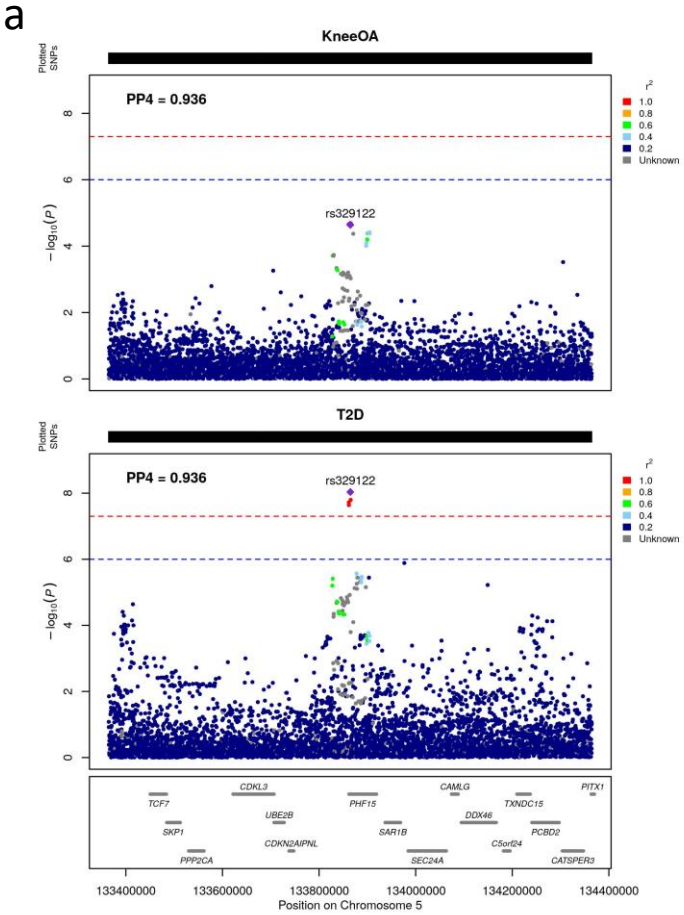 a
KneeOA
Plotted
SNPs
PP4 = 0.936
r²
1.0
0.8
0.6
0.4
0.2
Unknown
rs329122
− log₁₀(P)
8
6
4
2
0
T2D
Plotted
SNPs
PP4 = 0.936
r²
1.0
0.8
0.6
0.4
0.2
Unknown
rs329122
− log₁₀(P)
8
6
4
2
0
CDKL3 CAMLG PITX1
TCF7 PHF15 TXNDC15
UBE2B DDX46
SKP1 SAR1B PCBD2
CDKN2AIPNL C5orf24
PPP2CA SEC24A CATSPER3
133400000 133600000 133800000 134000000 134200000 134400000
Position on Chromosome 5